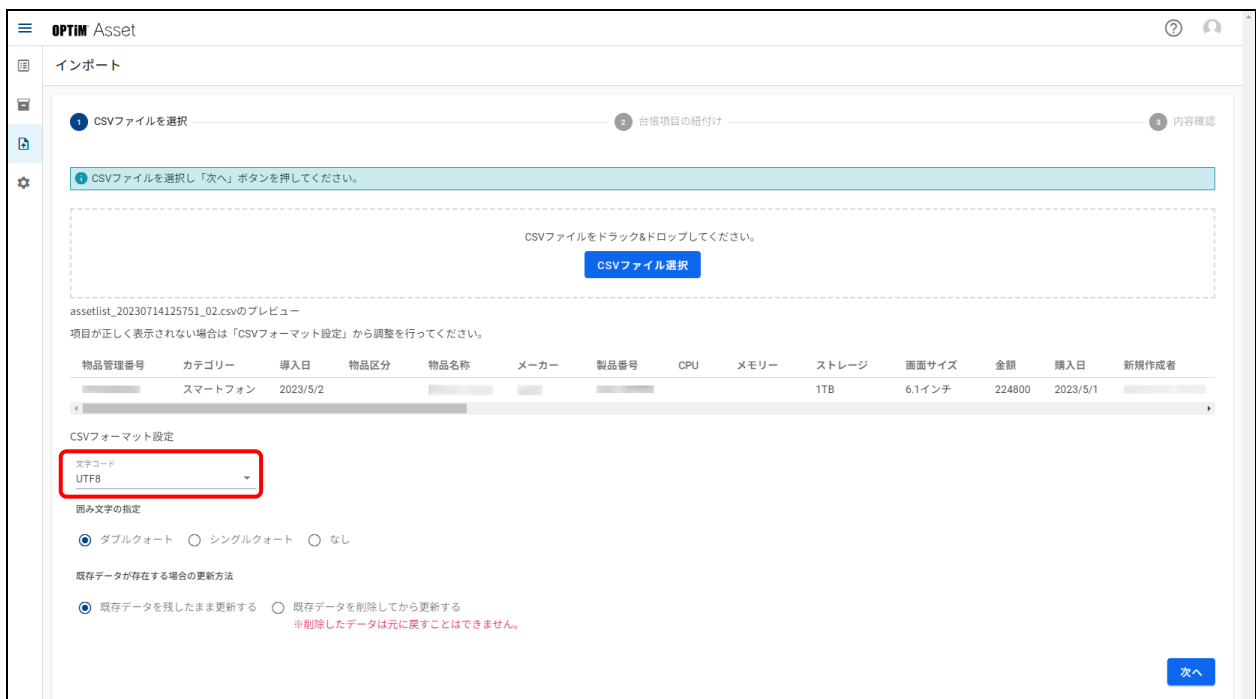 OPTiM Asset
インポート
1 CSVファイルを選択 2 台帳項目の紐付け 3 内容確認
CSVファイルを選択し「次へ」ボタンを押してください。
CSVファイルをドラック&ドロップしてください。
CSVファイル選択
assetlist_20230714125751_02.csvのプレビュー
項目が正しく表示されない場合は「CSVフォーマット設定」から調整を行ってください。
物品管理番号 カテゴリー 導入日 物品区分 物品名称 メーカー 製品番号 CPU メモリー ストレージ 画面サイズ 金額 購入日 新規作成者
スマートフォン 2023/5/2 1TB 6.1インチ 224800 2023/5/1
CSVフォーマット設定
文字コード
UTF8
囲み文字の指定
ダブルクォート シングルクォート なし
既存データが存在する場合の更新方法
既存データを残したまま更新する 既存データを削除してから更新する
※削除したデータは元に戻すことはできません。
次へ